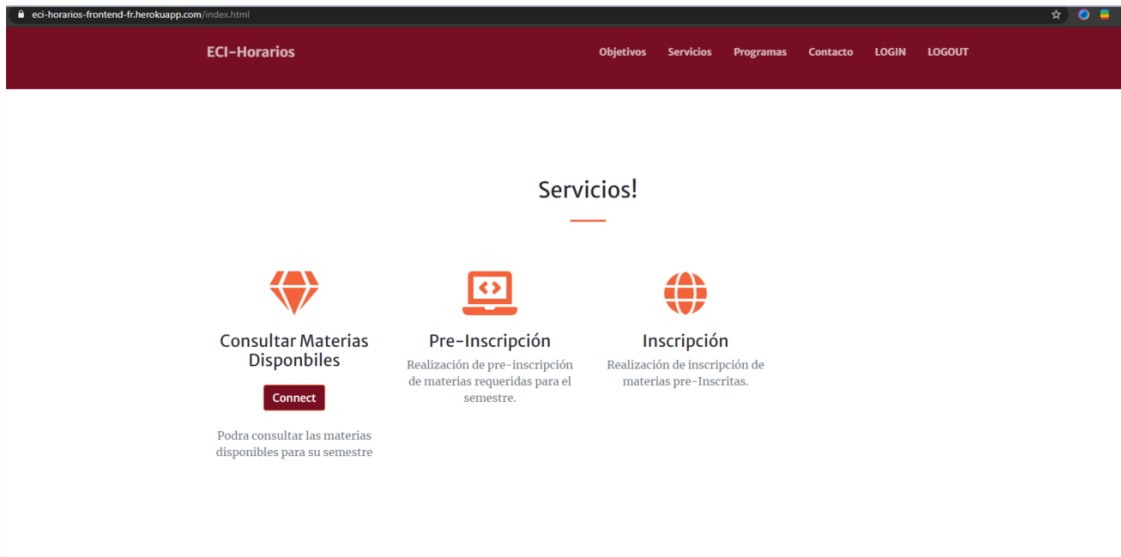 eci-horarios-frontend-fr.herokuapp.com/index.html
ECI-Horarios
Objetivos Servicios Programas Contacto LOGIN LOGOUT
Servicios!
Consultar Materias
Disponbiles
Connect
Podra consultar las materias
disponibles para su semestre
Pre-Inscripción
Realización de pre-inscripción
de materias requeridas para el
semestre.
Inscripción
Realización de inscripción de
materias pre-Inscritas.